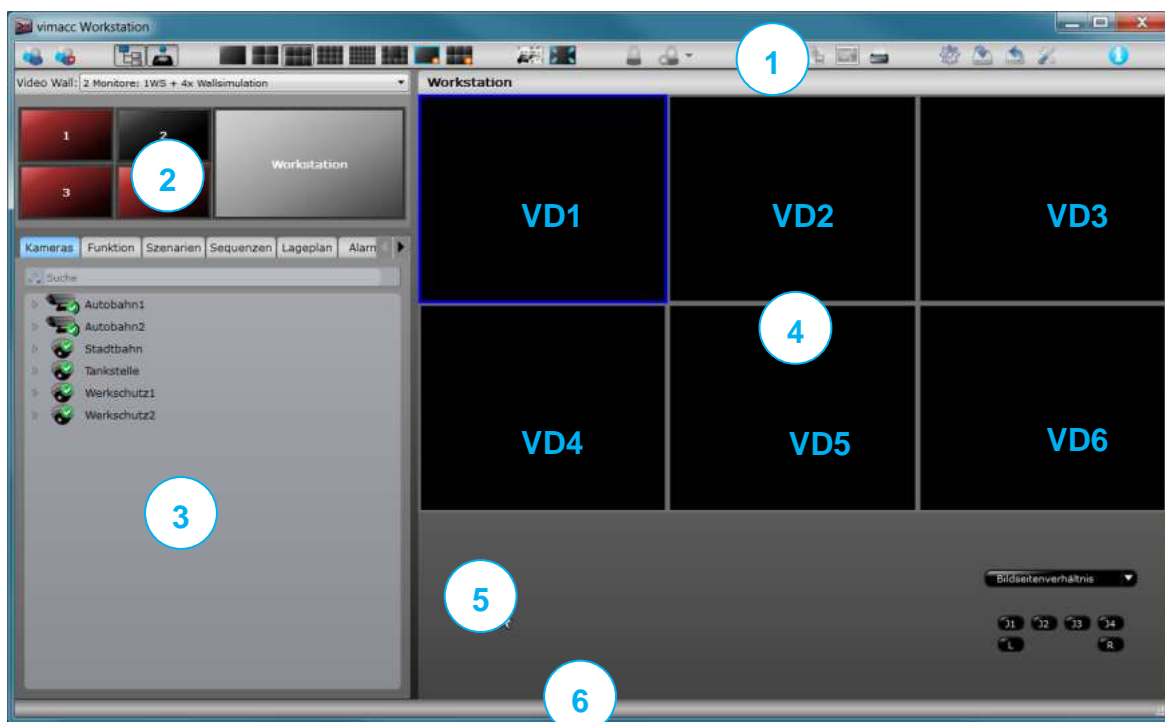 vimacc Workstation
1
Video Wall: 2 Monitore: 1WS + 4x Wallsimulation
Workstation
1
2
3
2
Workstation
Kameras Funktion Szenarien Sequenzen Lageplan Alarm
Suche
Autobahn1
Autobahn2
Stadtbahn
Tankstelle
Werkschutz1
Werkschutz2
3
VD1 VD2 VD3
4
VD4 VD5 VD6
5
Bildseitenverhältnis
J1 J2 J3 J4
L R
6